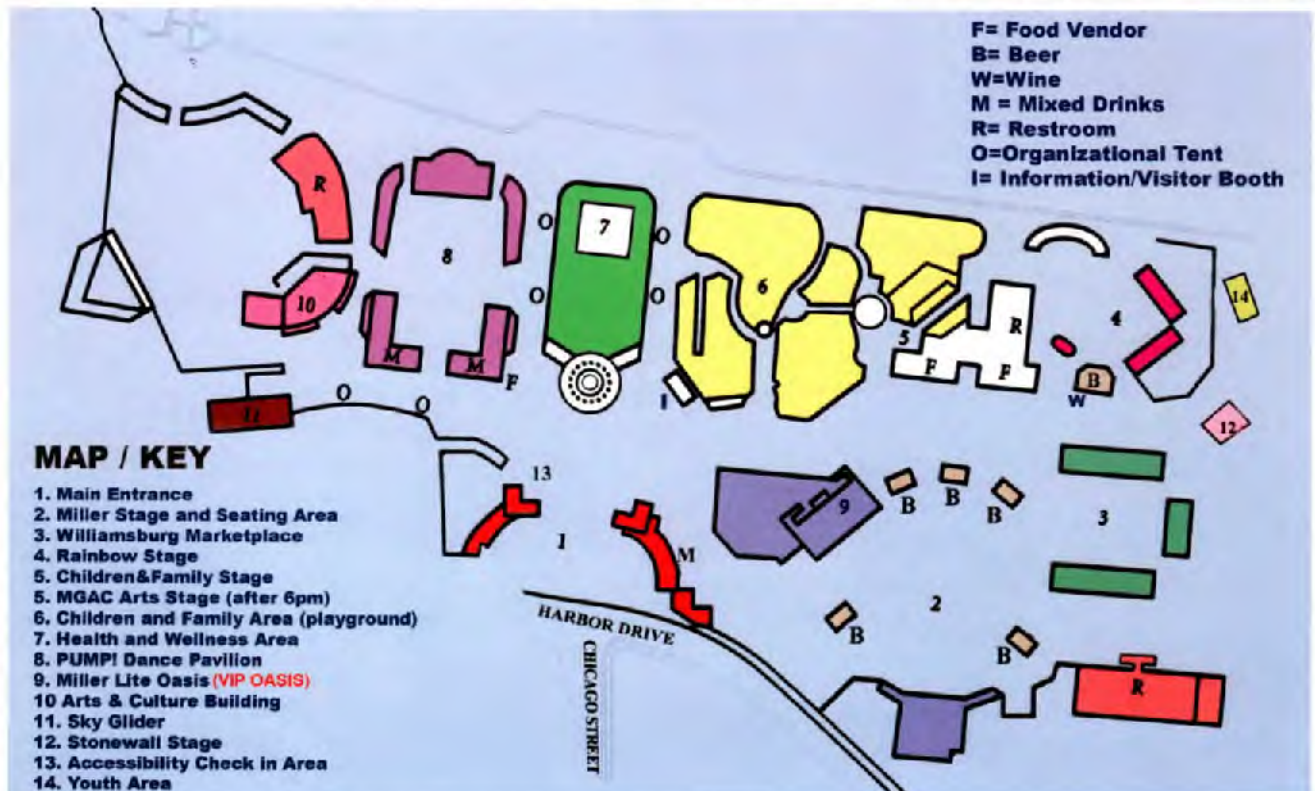 F= Food Vendor
B= Beer
W=Wine
M = Mixed Drinks
R= Restroom
O=Organizational Tent
I= Information/Visitor Booth
R
O
7
O
8
6
10
O
O
5
R
4
14
M
M
F
F
F
B
I
W
11
O
O
12
MAP / KEY
1. Main Entrance
2. Miller Stage and Seating Area
3. Williamsburg Marketplace
4. Rainbow Stage
5. Children&Family Stage
5. MGAC Arts Stage (after 6pm)
6. Children and Family Area (playground)
7. Health and Wellness Area
8. PUMP! Dance Pavilion
9. Miller Lite Oasis (VIP OASIS)
10 Arts & Culture Building
11. Sky Glider
12. Stonewall Stage
13. Accessibility Check in Area
14. Youth Area
13
1
M
9
B
B
B
3
2
B
B
R
HARBOR DRIVE
CHICAGO STREET